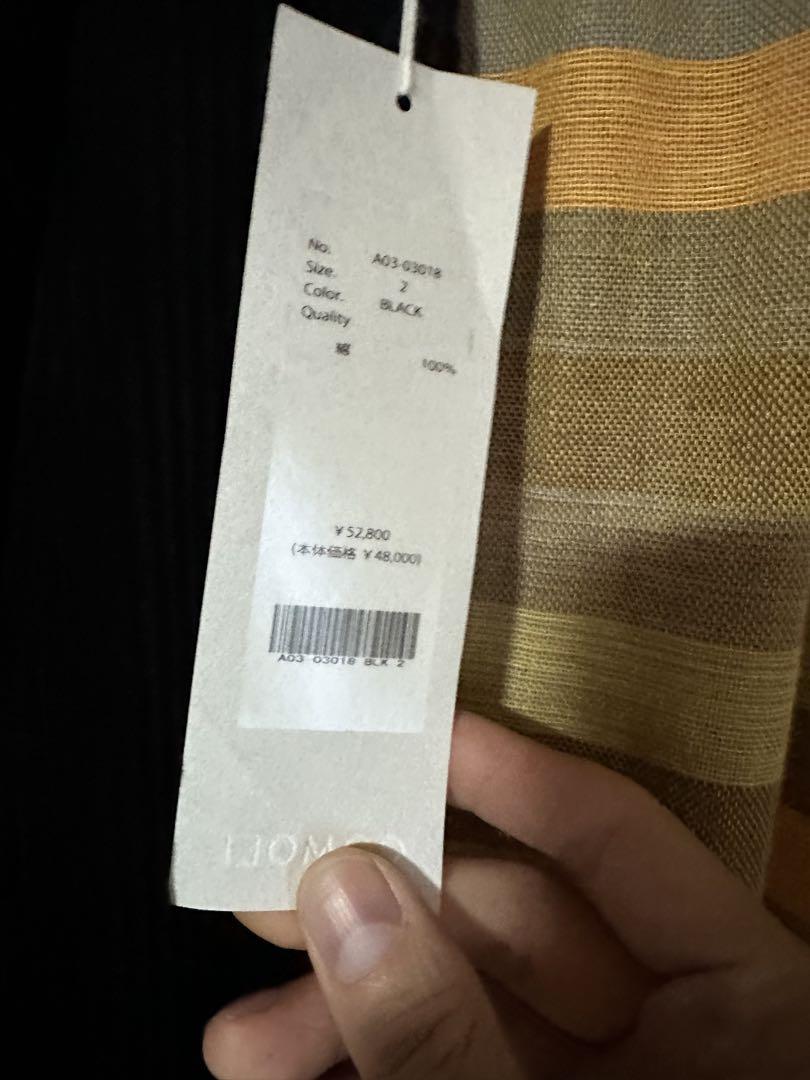 No. A03-03018
Size. 2
Color. BLACK
Quality
100%
¥52,800
(本体価格 ¥48,000)
A03 03018 BLK 2